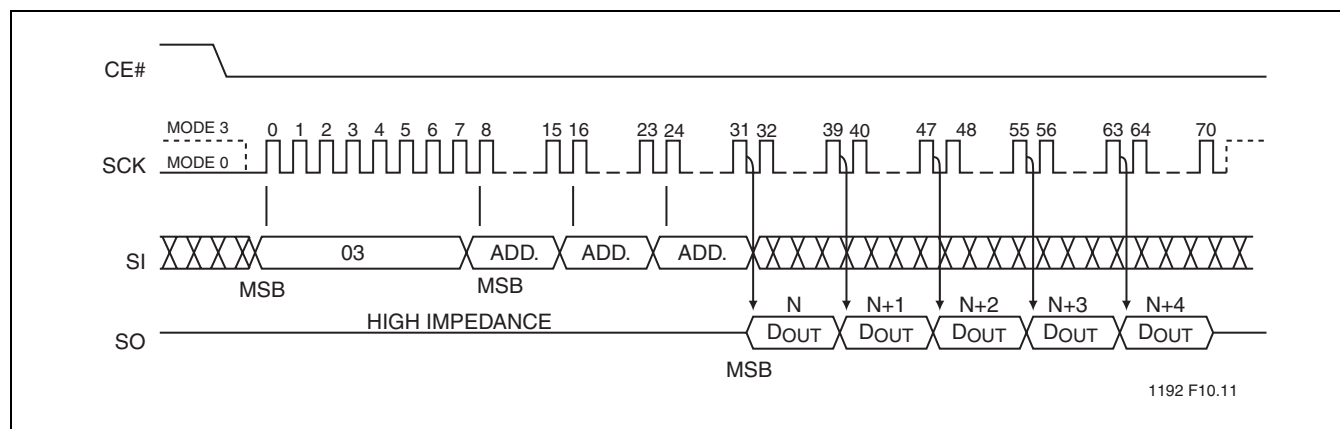 CE#
MODE 3
SCK MODE 0
0 1 2 3 4 5 6 7 8 15 16 23 24 31 32 39 40 47 48 55 56 63 64 70
SI 03 ADD. ADD. ADD.
MSB MSB
N N+1 N+2 N+3 N+4
SO HIGH IMPEDANCE DOUT DOUT DOUT DOUT DOUT
MSB
1192 F10.11